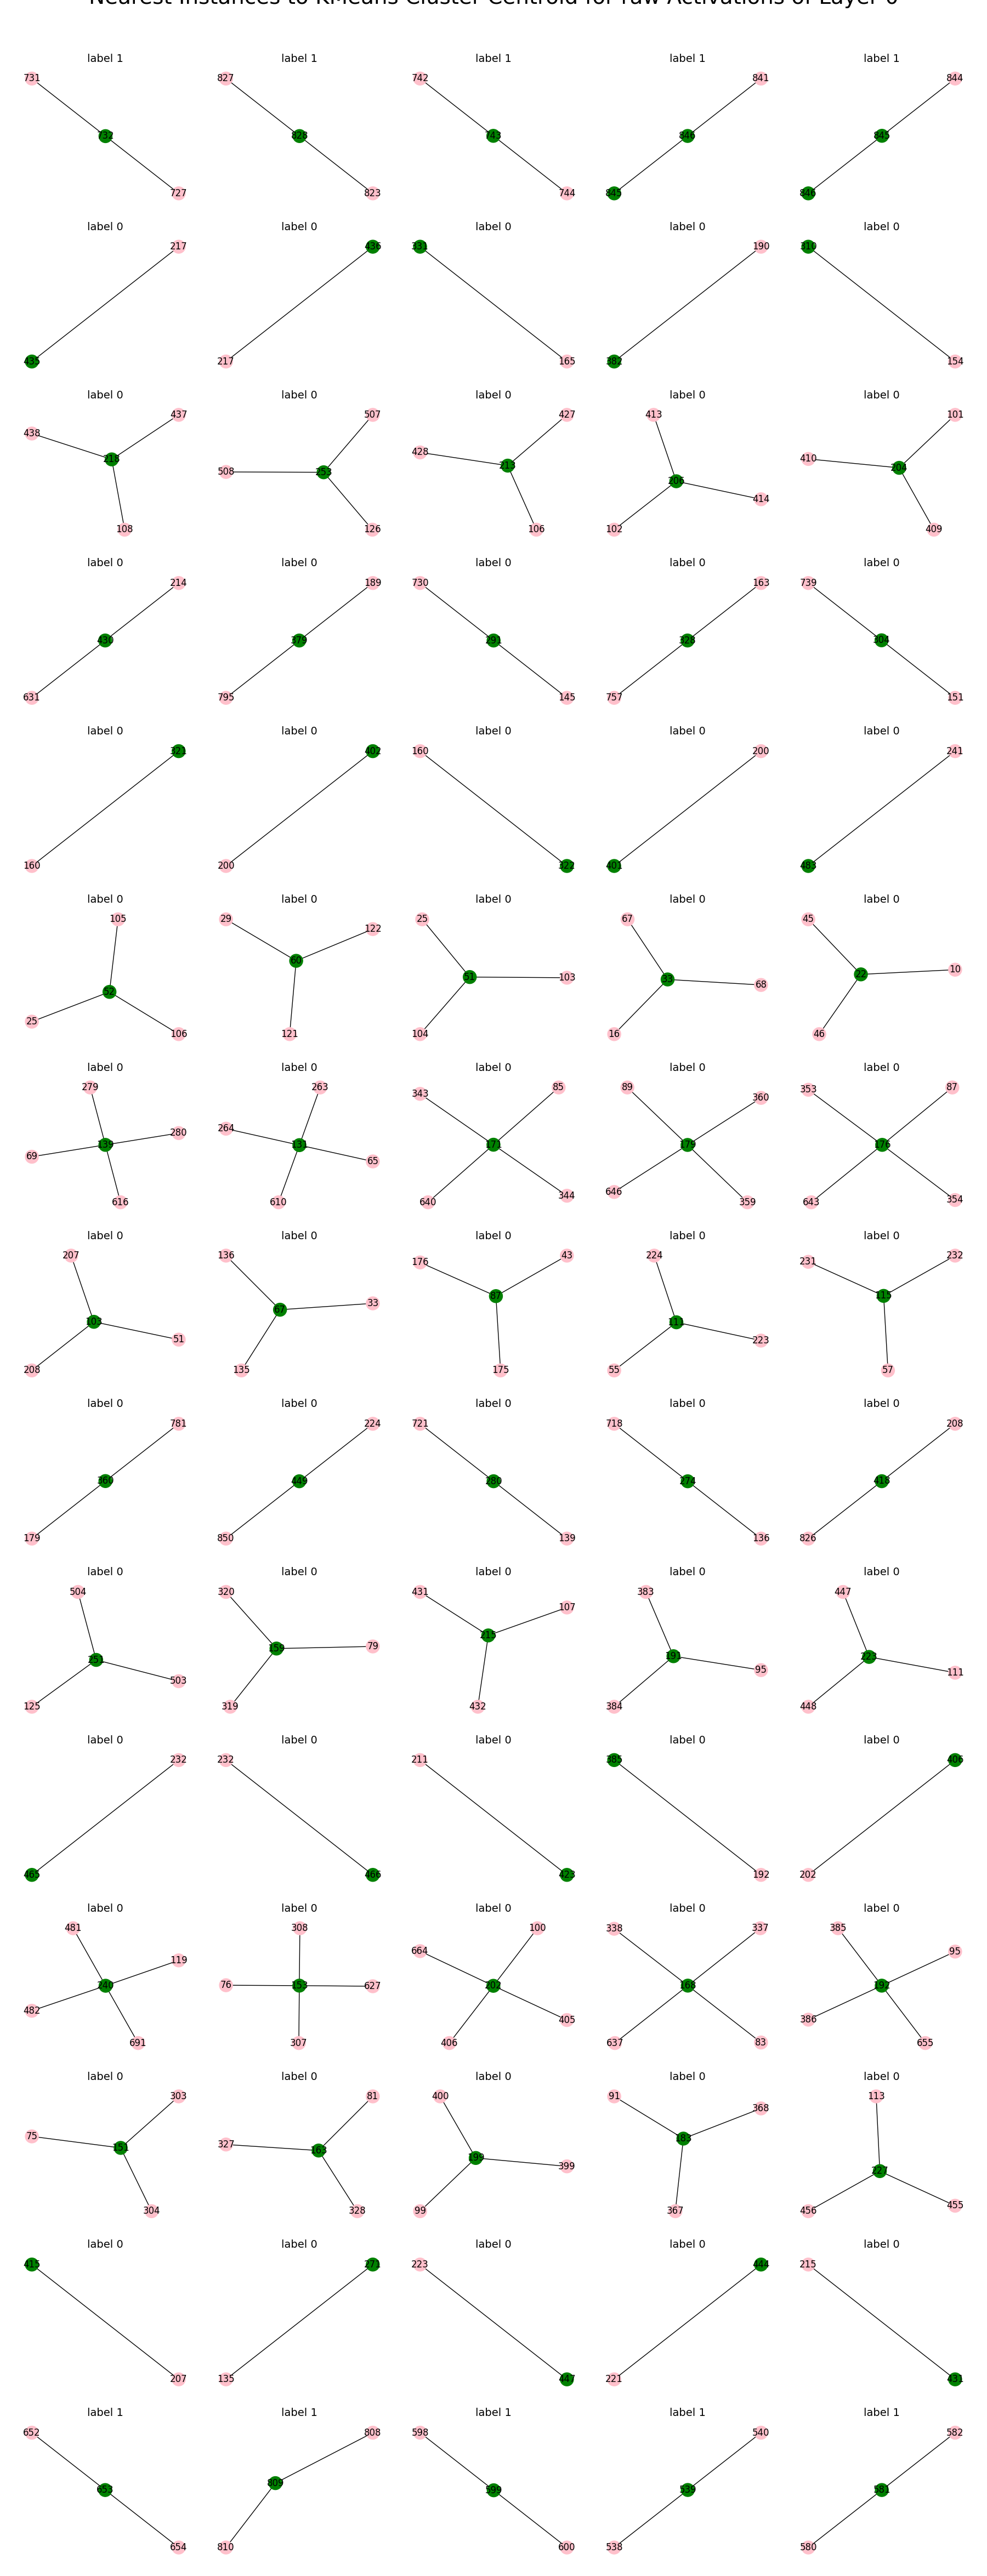 Nearest Instances to KMeans Cluster Centroid for raw Activations of Layer
label 1 label 1 label 1 label 1 label 1
731 827 742 841 844
732 828 743 846 845
727 823 744 845 846
label 0 label 0 label 0 label 0 label 0
217 436 331 190 310
435 217 165 382 154
label 0 label 0 label 0 label 0 label 0
438 437 507 427 413 101
218 508 253 428 213 206 414 410 204
108 126 106 102 409
label 0 label 0 label 0 label 0 label 0
214 189 730 163 739
430 379 291 328 304
631 795 145 757 151
label 0 label 0 label 0 label 0 label 0
321 402 160 200 241
160 200 322 401 483
label 0 label 0 label 0 label 0 label 0
105 29 122 25 67 45
52 60 51 103 33 68 22 10
25 106 121 104 16 46
label 0 label 0 label 0 label 0 label 0
279 280 264 263 343 85 89 360 353 87
69 139 131 65 171 179 176
616 610 640 344 646 359 643 354
label 0 label 0 label 0 label 0 label 0
207 136 176 43 224 231 232
103 51 67 33 87 111 223 115
208 135 175 55 57
label 0 label 0 label 0 label 0 label 0
781 224 721 718 208
360 449 280 274 416
179 850 139 136 826
label 0 label 0 label 0 label 0 label 0
504 320 431 107 383 447
251 503 159 79 215 191 95 223 111
125 319 432 384 448
label 0 label 0 label 0 label 0 label 0
232 232 211 385 406
465 466 423 192 202
label 0 label 0 label 0 label 0 label 0
481 119 308 664 100 338 337 385 95
482 240 76 153 627 202 405 168 386 192
691 307 406 637 83 655
label 0 label 0 label 0 label 0 label 0
303 81 400 91 368 113
75 151 327 163 199 399 183 227
304 328 99 367 456 455
label 0 label 0 label 0 label 0 label 0
415 271 223 444 215
207 135 447 221 431
label 1 label 1 label 1 label 1 label 1
652 808 598 540 582
653 809 599 539 581
654 810 600 538 580